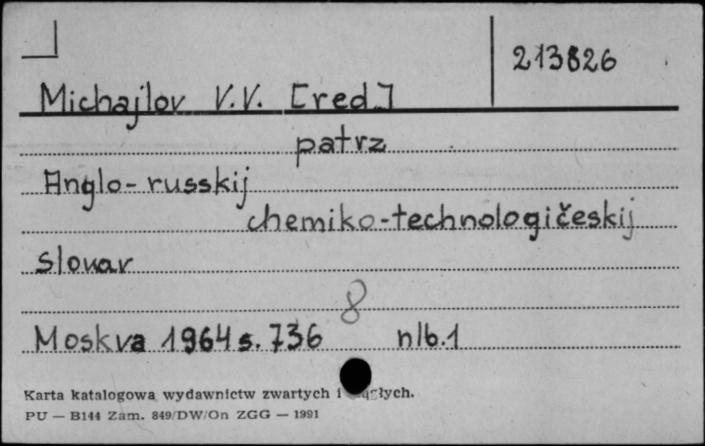 213826
Michajlov V.V. [red]
patrz
Anglo-russkij
chemiko-technologičeskij
slovar
8
Moskva 1964 s. 736 nlb.1
Karta katalogowa wydawnictw zwartych i
PU — B144 Zam. 849/DW/On ZGG — 1991